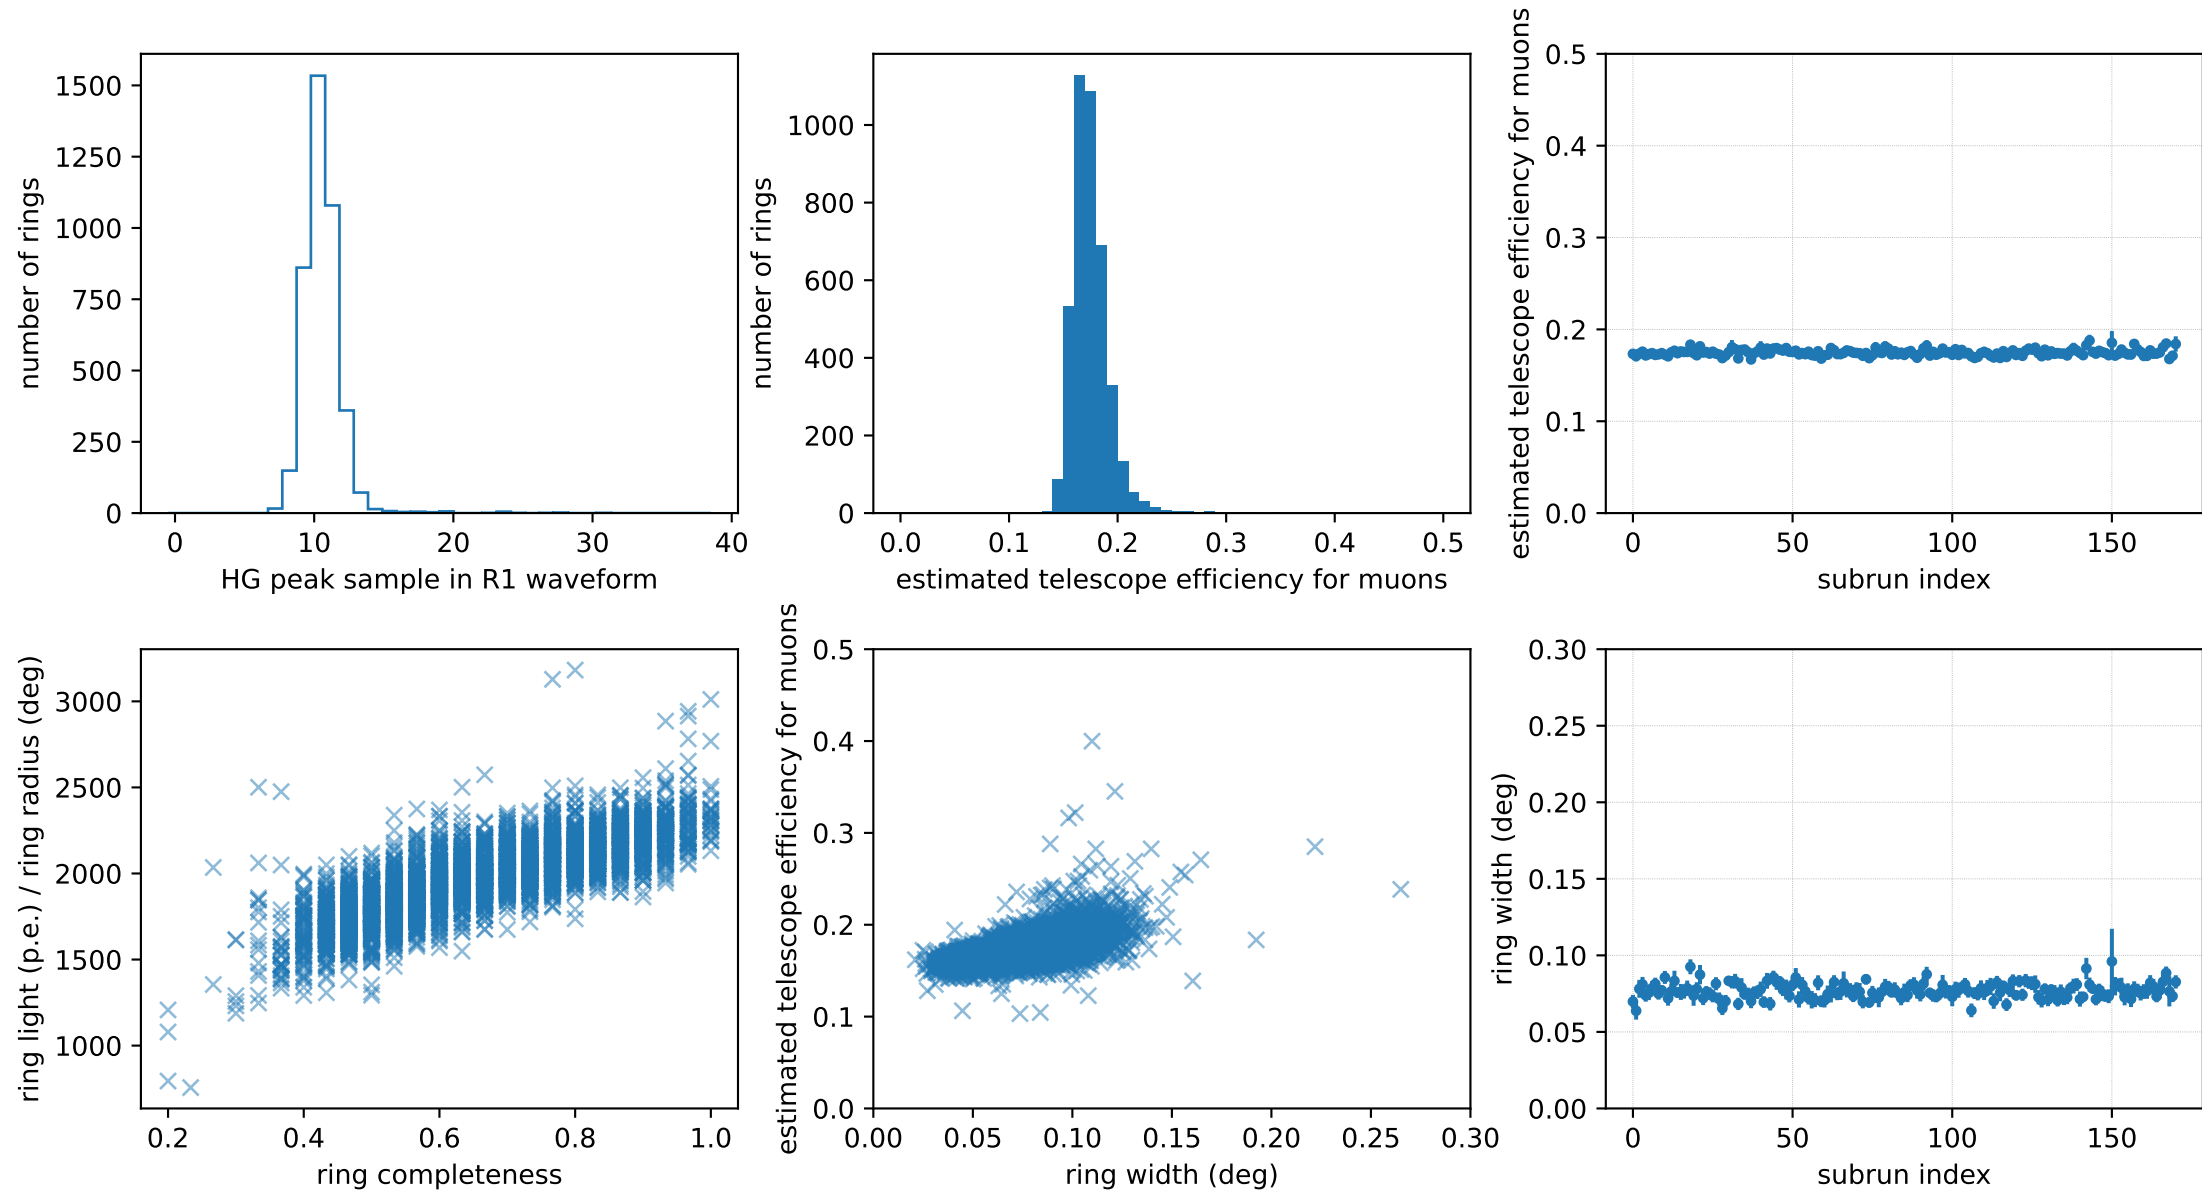 number of rings
1500
1250
1000
750
500
250
0
0 10 20 30 40
HG peak sample in R1 waveform
number of rings
1000
800
600
400
200
0
0.0 0.1 0.2 0.3 0.4 0.5
estimated telescope efficiency for muons
estimated telescope efficiency for muons
0.5
0.4
0.3
0.2
0.1
0.0
0 50 100 150
subrun index
ring light (p.e.) / ring radius (deg)
3000
2500
2000
1500
1000
0.2 0.4 0.6 0.8 1.0
ring completeness
estimated telescope efficiency for muons
0.5
0.4
0.3
0.2
0.1
0.0
0.00 0.05 0.10 0.15 0.20 0.25 0.30
ring width (deg)
ring width (deg)
0.30
0.25
0.20
0.15
0.10
0.05
0.00
0 50 100 150
subrun index